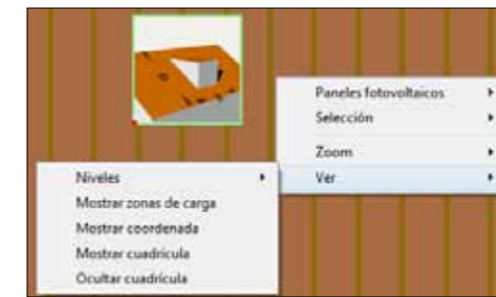 Paneles fotovoltaicos
Selección
Zoom
Ver
Niveles
Mostrar zonas de carga
Mostrar coordenada
Mostrar cuadrícula
Ocultar cuadrícula